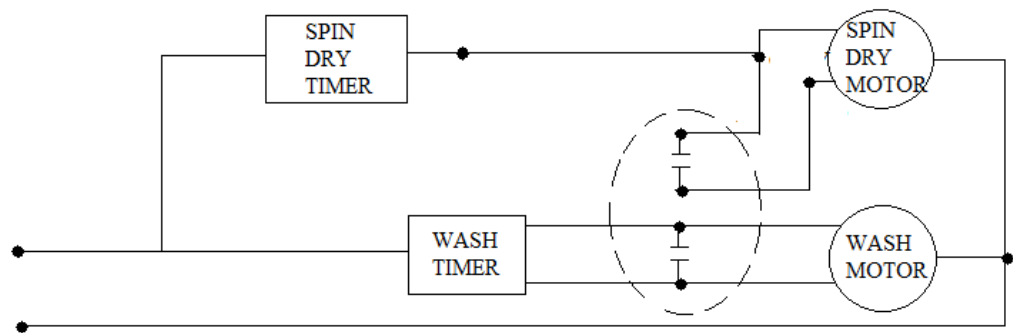 SPIN
DRY
TIMER
SPIN
DRY
MOTOR
WASH
TIMER
WASH
MOTOR